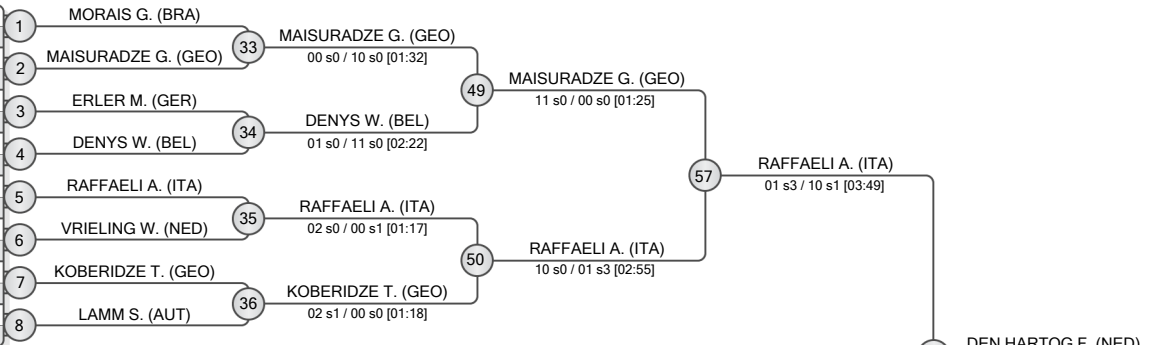 1
MORAIS G. (BRA)
2
MAISURADZE G. (GEO)
3
ERLER M. (GER)
4
DENYS W. (BEL)
5
RAFFAELI A. (ITA)
6
VRIELING W. (NED)
7
KOBERIDZE T. (GEO)
8
LAMM S. (AUT)
33
MAISURADZE G. (GEO)
00 s0 / 10 s0 [01:32]
34
DENYS W. (BEL)
01 s0 / 11 s0 [02:22]
35
RAFFAELI A. (ITA)
02 s0 / 00 s1 [01:17]
36
KOBERIDZE T. (GEO)
02 s1 / 00 s0 [01:18]
49
MAISURADZE G. (GEO)
11 s0 / 00 s0 [01:25]
50
RAFFAELI A. (ITA)
10 s0 / 01 s3 [02:55]
57
RAFFAELI A. (ITA)
01 s3 / 10 s1 [03:49]
DEN HARTOG F. (NED)